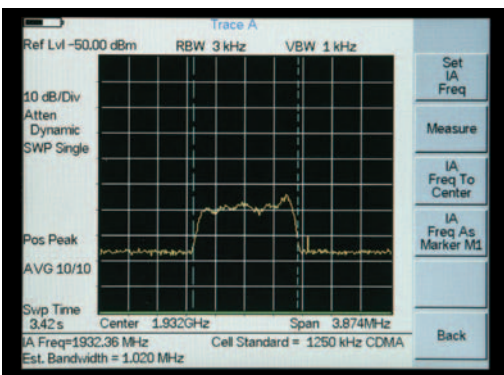 Trace A
Ref Lvl -50.00 dBm RBW 3 kHz VBW 1 kHz
10 dB/Div
Atten
Dynamic
SWP Single
Pos Peak
AVG 10/10
Swp Time
3.42 s Center 1.932GHz Span 3.874MHz
IA Freq=1932.36 MHz Cell Standard = 1250 kHz CDMA
Est. Bandwidth = 1.020 MHz
Set
IA
Freq
Measure
IA
Freq To
Center
IA
Freq As
Marker M1
Back